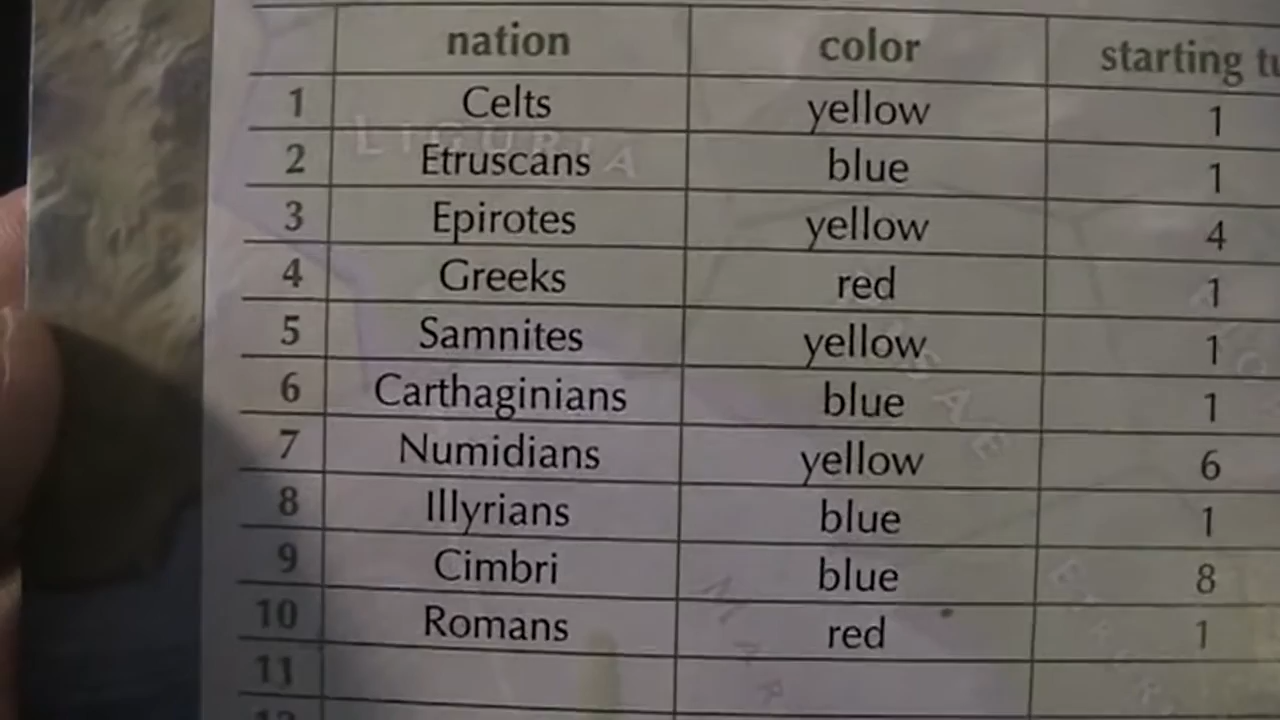 nation color starting
1 Celts yellow 1
LIGURIA
2 Etruscans blue 1
3 Epirotes yellow 4
4 Greeks red 1
5 Samnites yellow 1
6 Carthaginians blue 1
7 Numidians yellow 6
8 Illyrians blue 1
9 Cimbri blue 8
10 Romans red 1
11